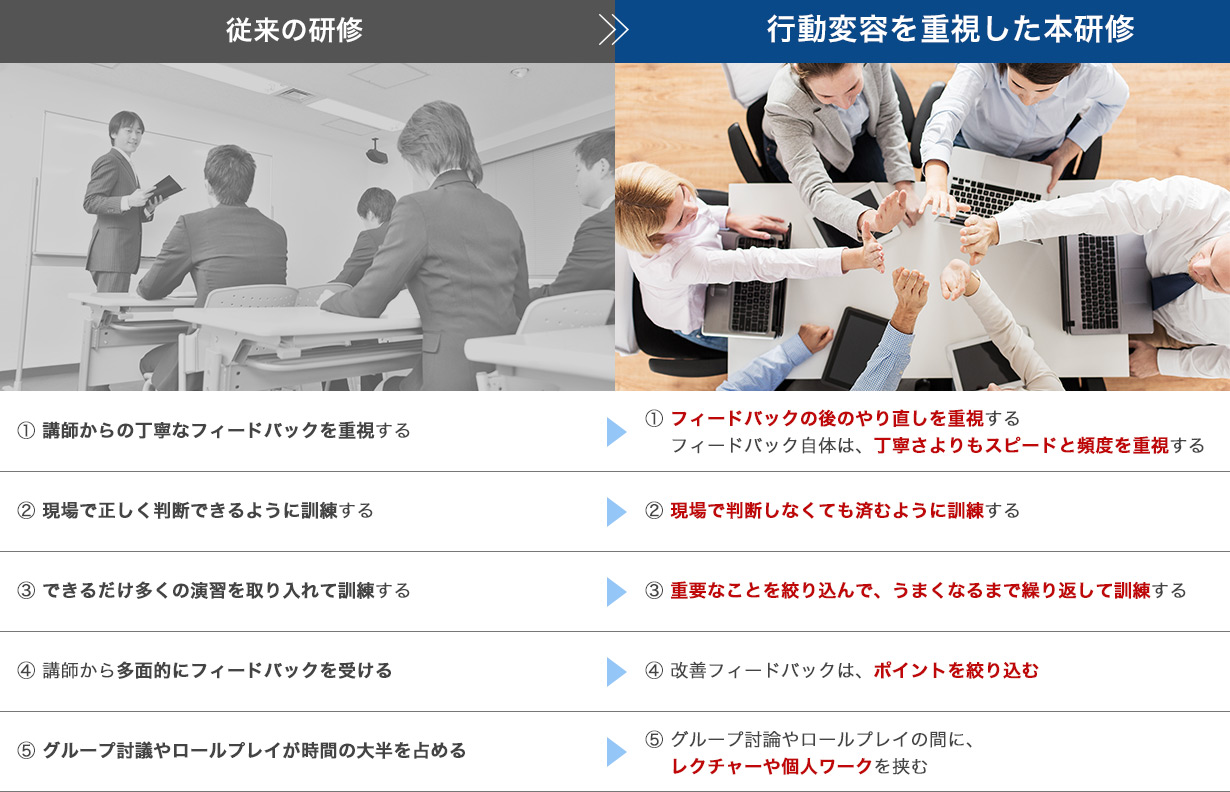 従来の研修
行動変容を重視した本研修
① 講師からの丁寧なフィードバックを重視する
① フィードバックの後のやり直しを重視する
フィードバック自体は、丁寧さよりもスピードと頻度を重視する
② 現場で正しく判断できるように訓練する
② 現場で判断しなくても済むように訓練する
③ できるだけ多くの演習を取り入れて訓練する
③ 重要なことを絞り込んで、うまくなるまで繰り返して訓練する
④ 講師から多面的にフィードバックを受ける
④ 改善フィードバックは、ポイントを絞り込む
⑤ グループ討議やロールプレイが時間の大半を占める
⑤ グループ討論やロールプレイの間に、
レクチャーや個人ワークを挟む